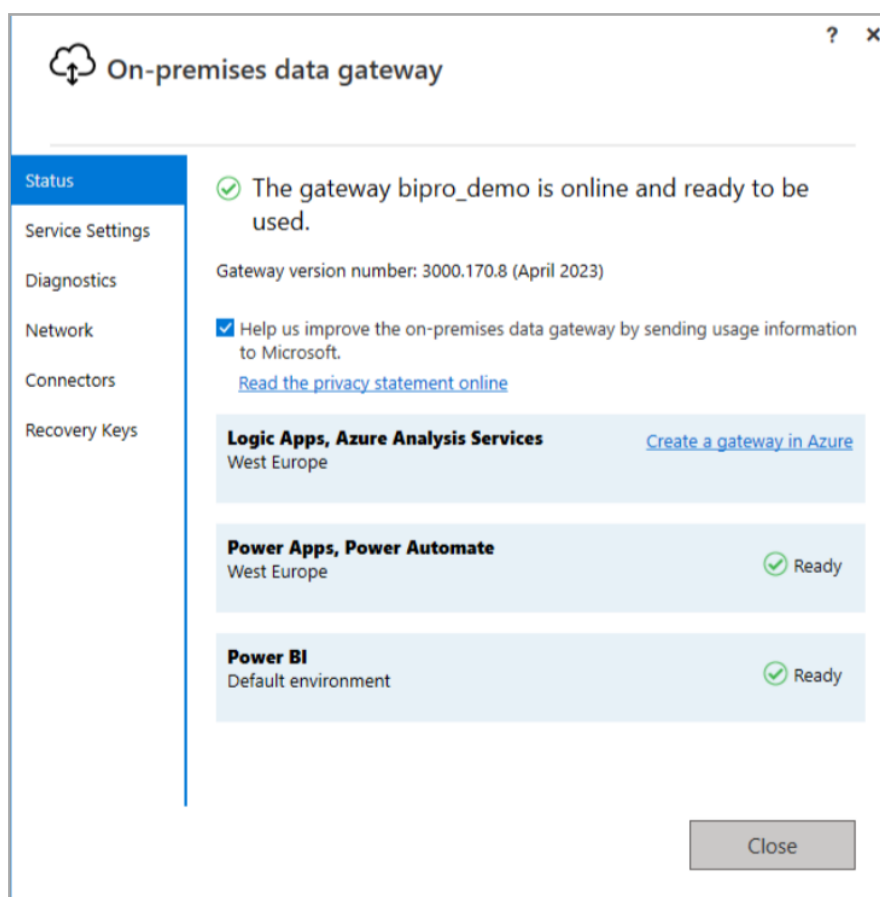 ? ×
On-premises data gateway
Status
Service Settings
Diagnostics
Network
Connectors
Recovery Keys
The gateway bipro_demo is online and ready to be
used.
Gateway version number: 3000.170.8 (April 2023)
Help us improve the on-premises data gateway by sending usage information
to Microsoft.
Read the privacy statement online
Logic Apps, Azure Analysis Services
West Europe
Create a gateway in Azure
Power Apps, Power Automate
West Europe
Ready
Power BI
Default environment
Ready
Close